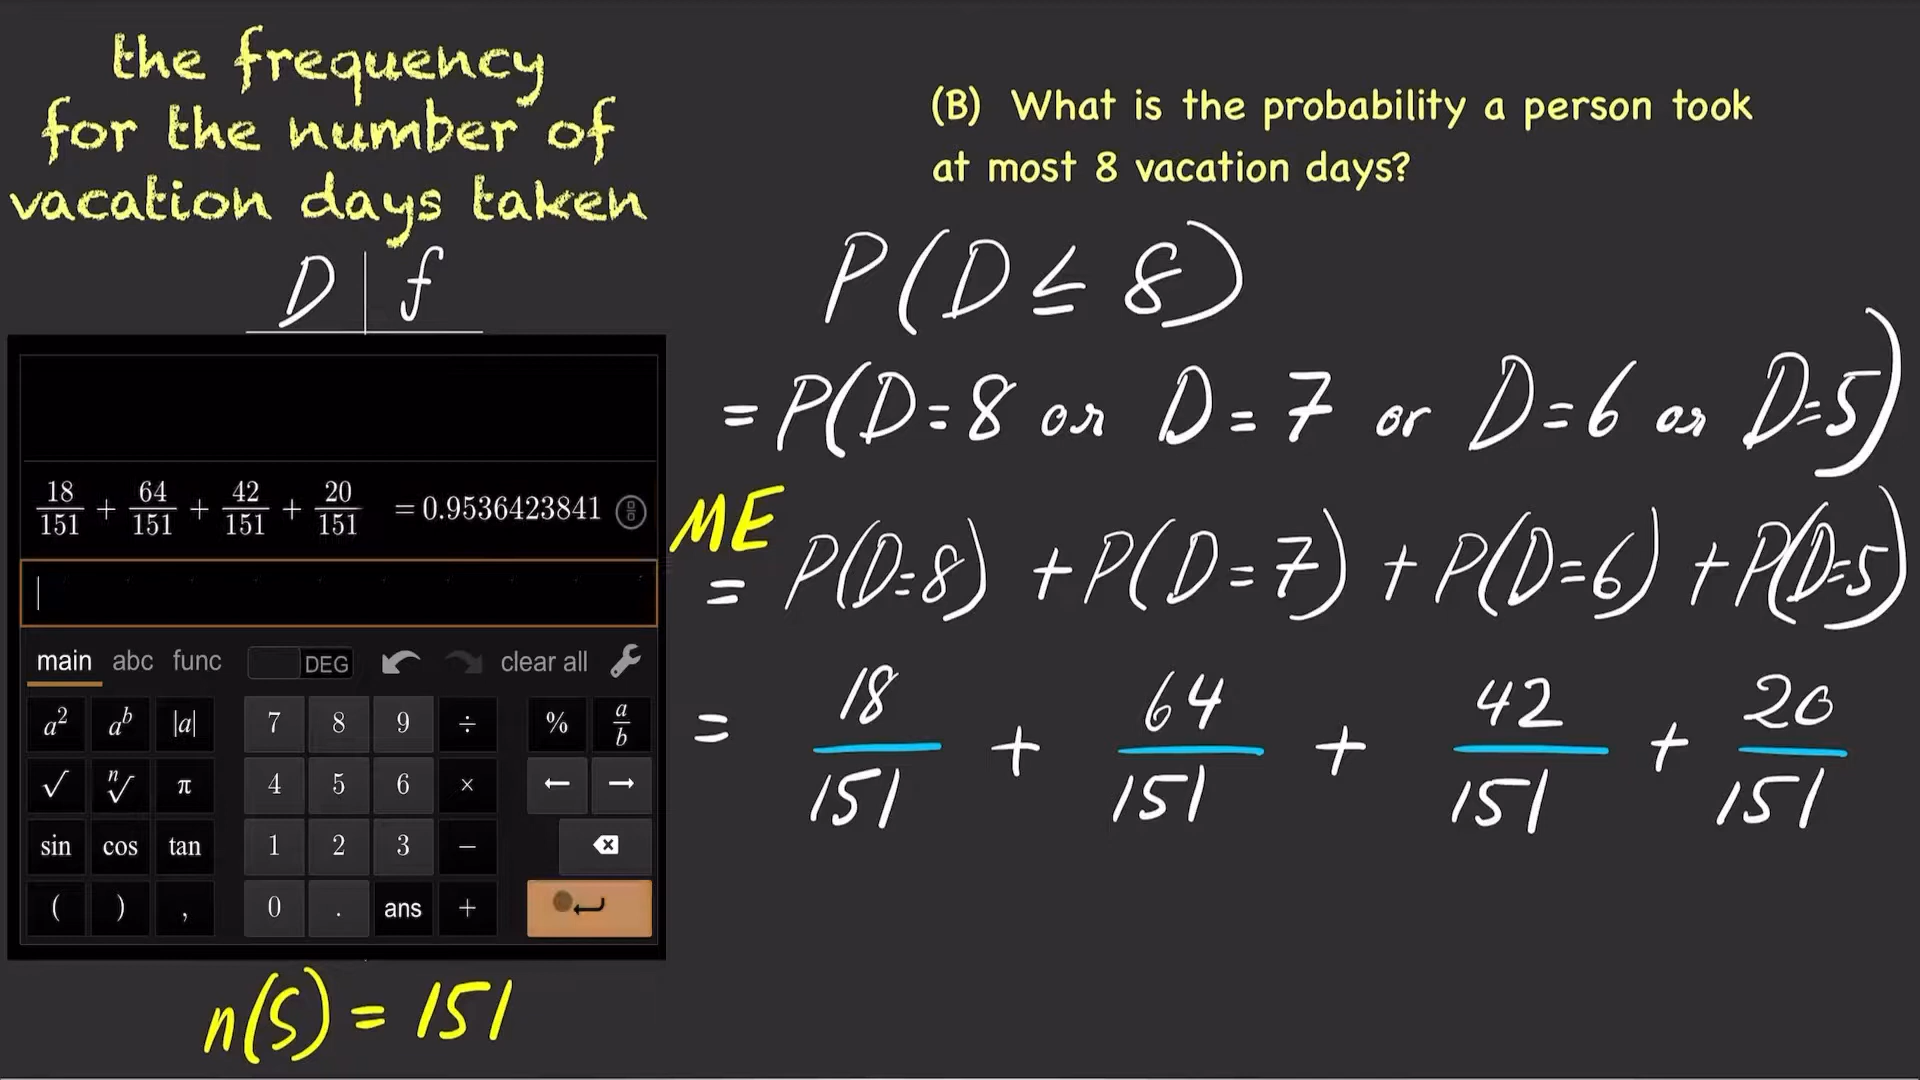 the frequency
for the number of
vacation days taken
D | f
18/151 + 64/151 + 42/151 + 20/151 = 0.9536423841
main abc func DEG clear all
a² aᵇ |a| 7 8 9 ÷ % a/b
√ ⁿ√ π 4 5 6 × ← →
sin cos tan 1 2 3 −
( ) , 0 . ans +
n(S) = 151
(B) What is the probability a person took
at most 8 vacation days?
P(D ≤ 8)
= P(D=8 or D=7 or D=6 or D=5)
ME
= P(D=8) + P(D=7) + P(D=6) + P(D=5)
= 18/151 + 64/151 + 42/151 + 20/151